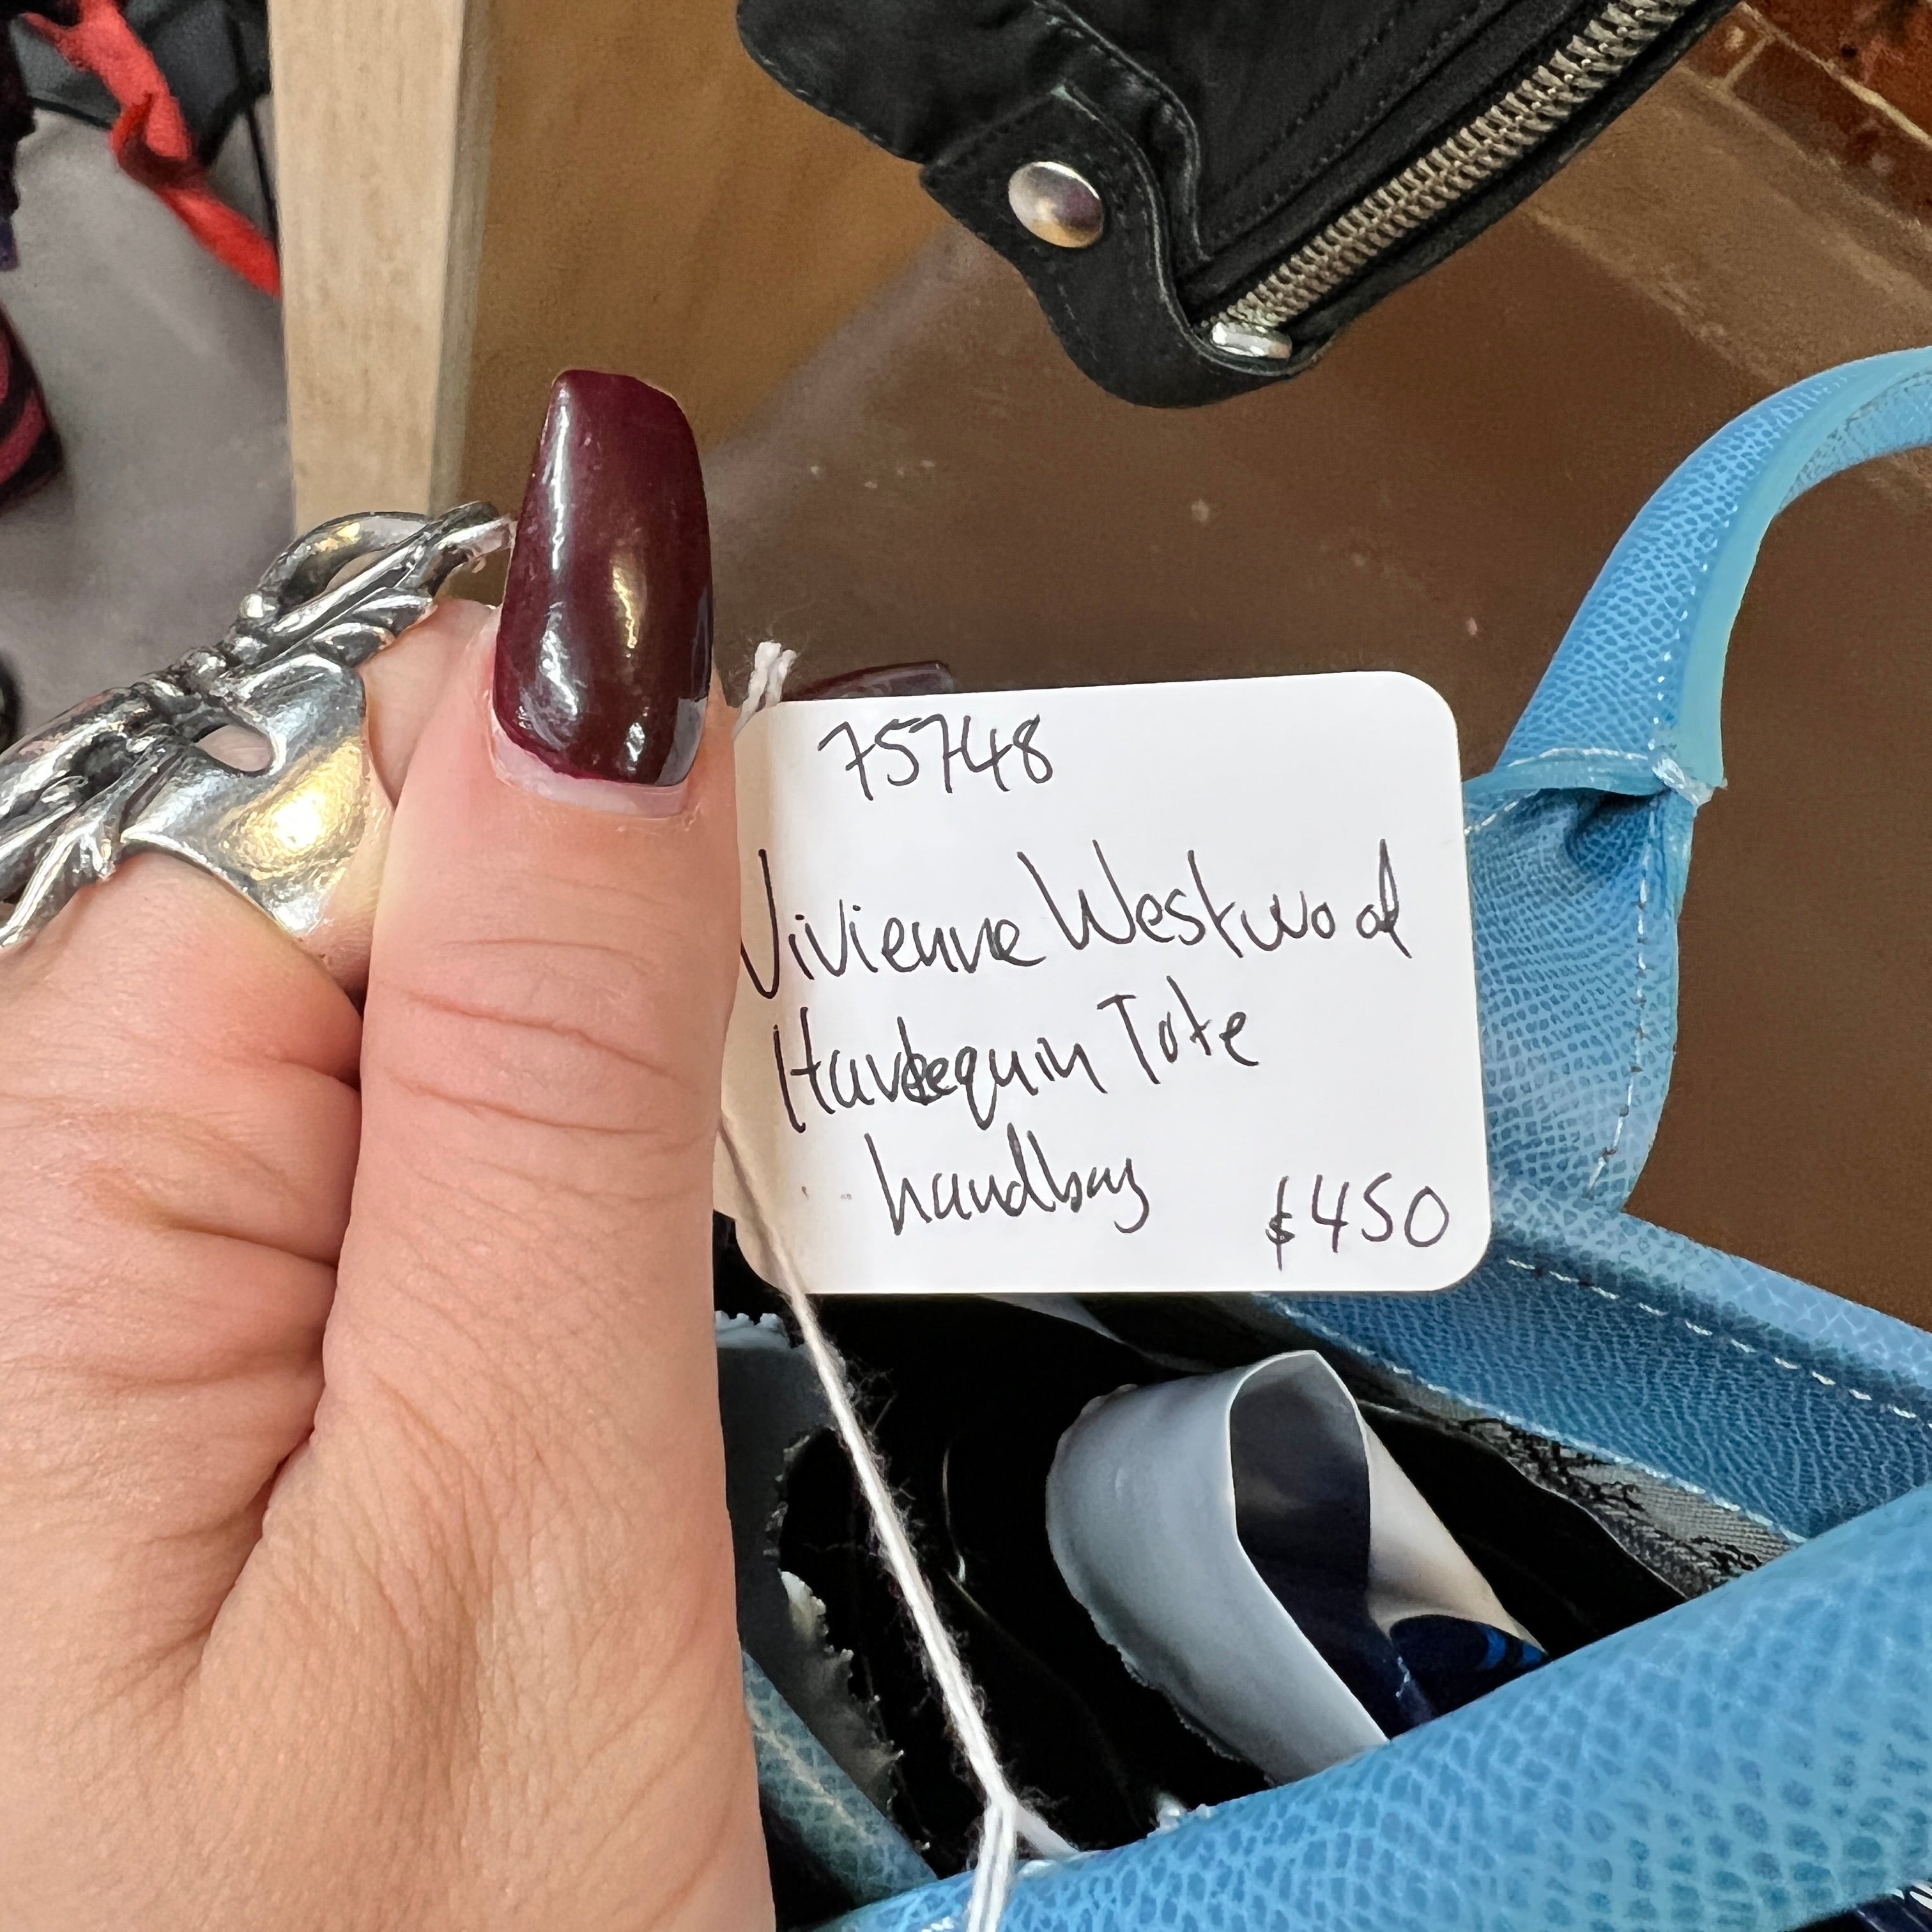 75748
Vivienne Westwood
Harlequin Tote
handbag
$450